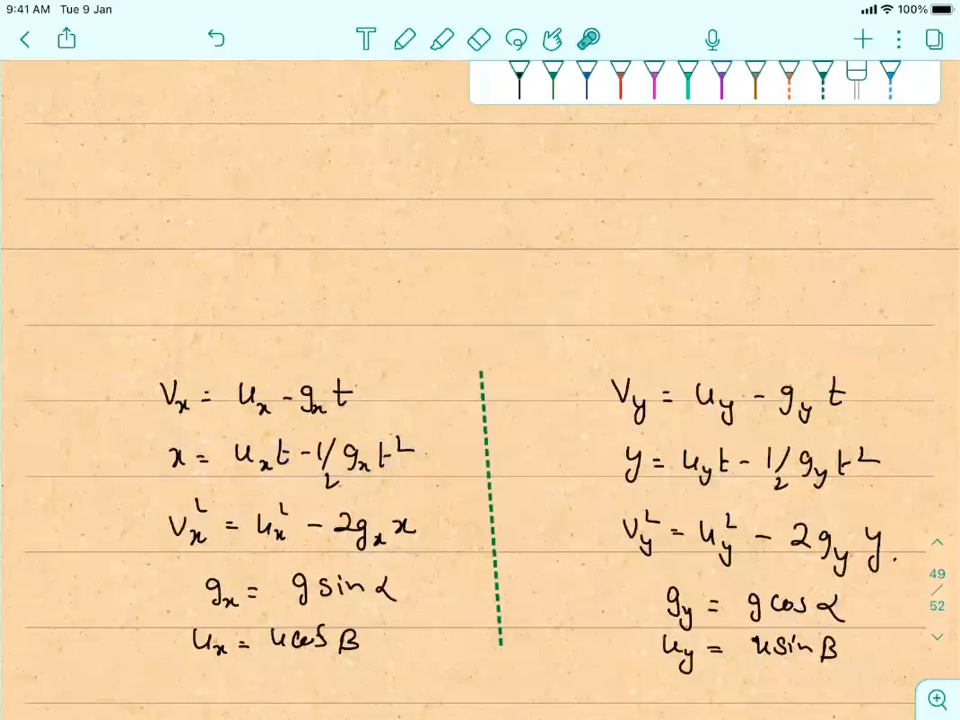 9:41 AM Tue 9 Jan 100%
Vx = ux - gx t
x = ux t - 1/2 gx t²
Vx² = ux² - 2gx x
gx = g sin α
ux = u cos β
Vy = uy - gy t
y = uy t - 1/2 gy t²
Vy² = uy² - 2 gy y.
gy = g cos α
uy = u sin β
49
/
52